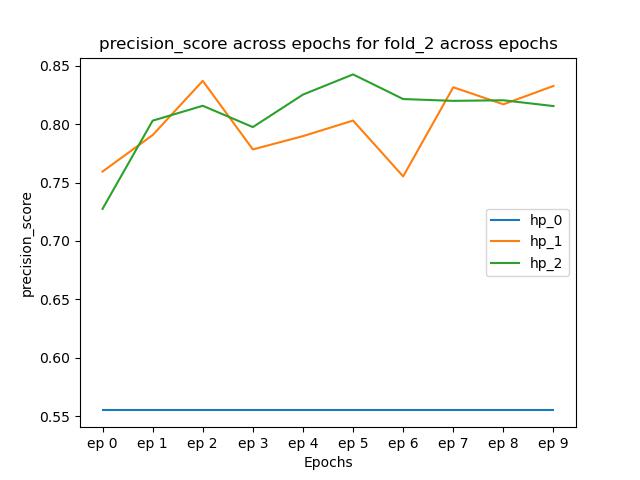 precision_score across epochs for fold_2 across epochs
0.85
0.80
0.75
0.70
0.65
0.60
0.55
precision_score
hp_0
hp_1
hp_2
ep 0 ep 1 ep 2 ep 3 ep 4 ep 5 ep 6 ep 7 ep 8 ep 9
Epochs